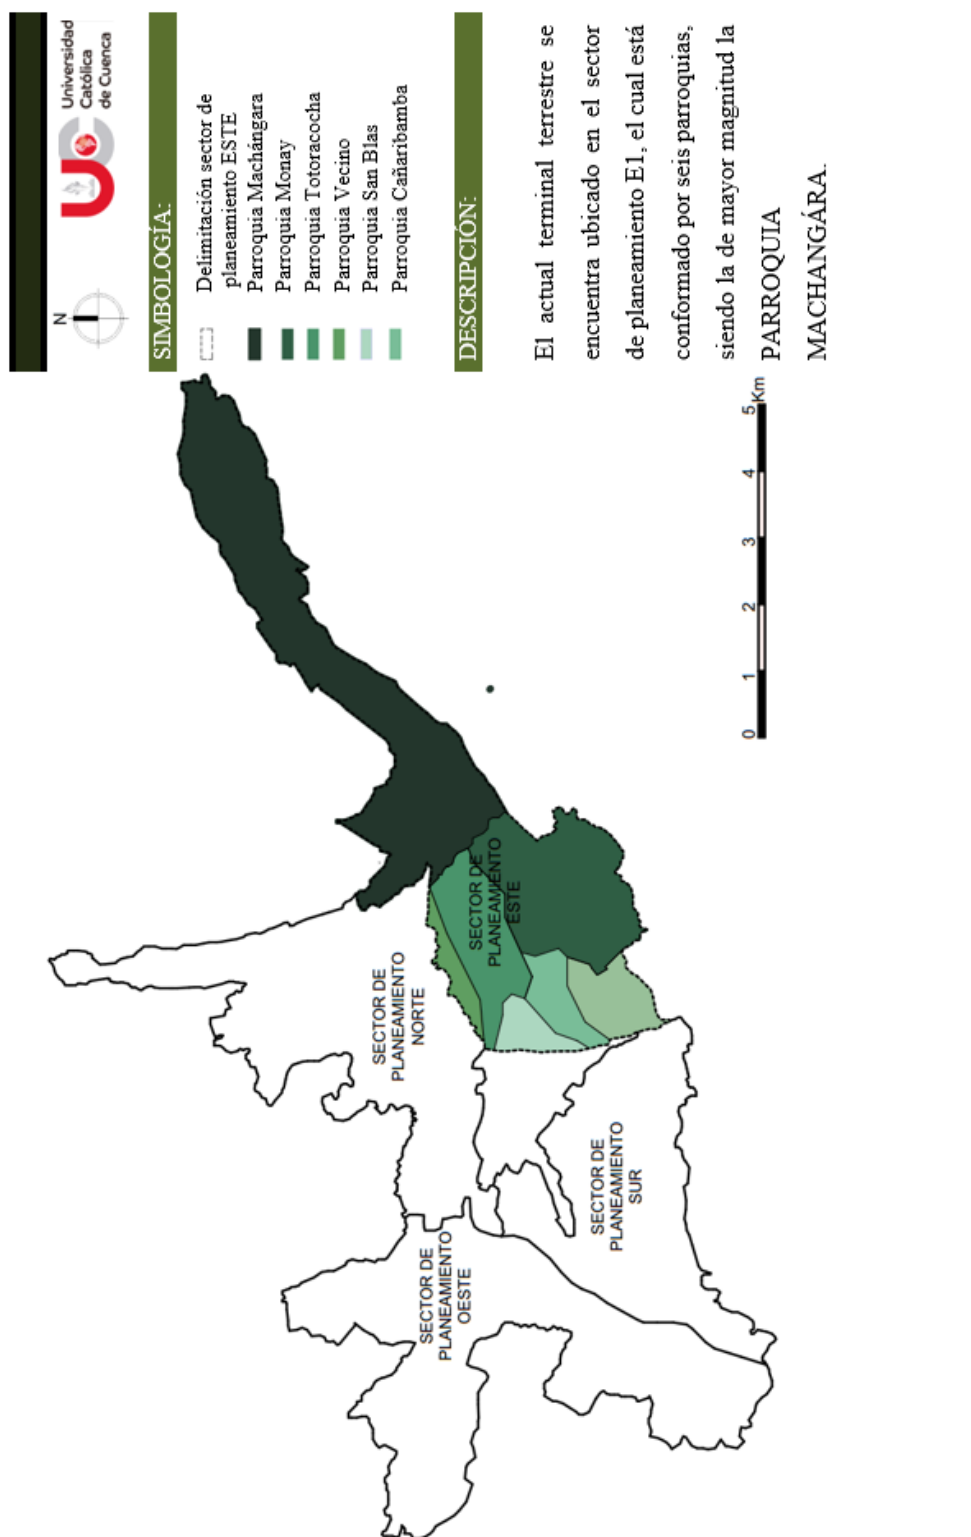 Universidad
Católica
de Cuenca
UC
N
SIMBOLOGÍA:
Delimitación sector de
planeamiento ESTE
Parroquia Machángara
Parroquia Monay
Parroquia Totoracocha
Parroquia Vecino
Parroquia San Blas
Parroquia Cañaribamba
DESCRIPCIÓN:
El actual terminal terrestre se
encuentra ubicado en el sector
de planeamiento E1, el cual está
conformado por seis parroquias,
siendo la de mayor magnitud la
PARROQUIA
MACHANGÁRA.
SECTOR DE
PLANEAMIENTO
NORTE
SECTOR DE
PLANEAMIENTO
ESTE
SECTOR DE
PLANEAMIENTO
OESTE
SECTOR DE
PLANEAMIENTO
SUR
0 1 2 3 4 5 Km